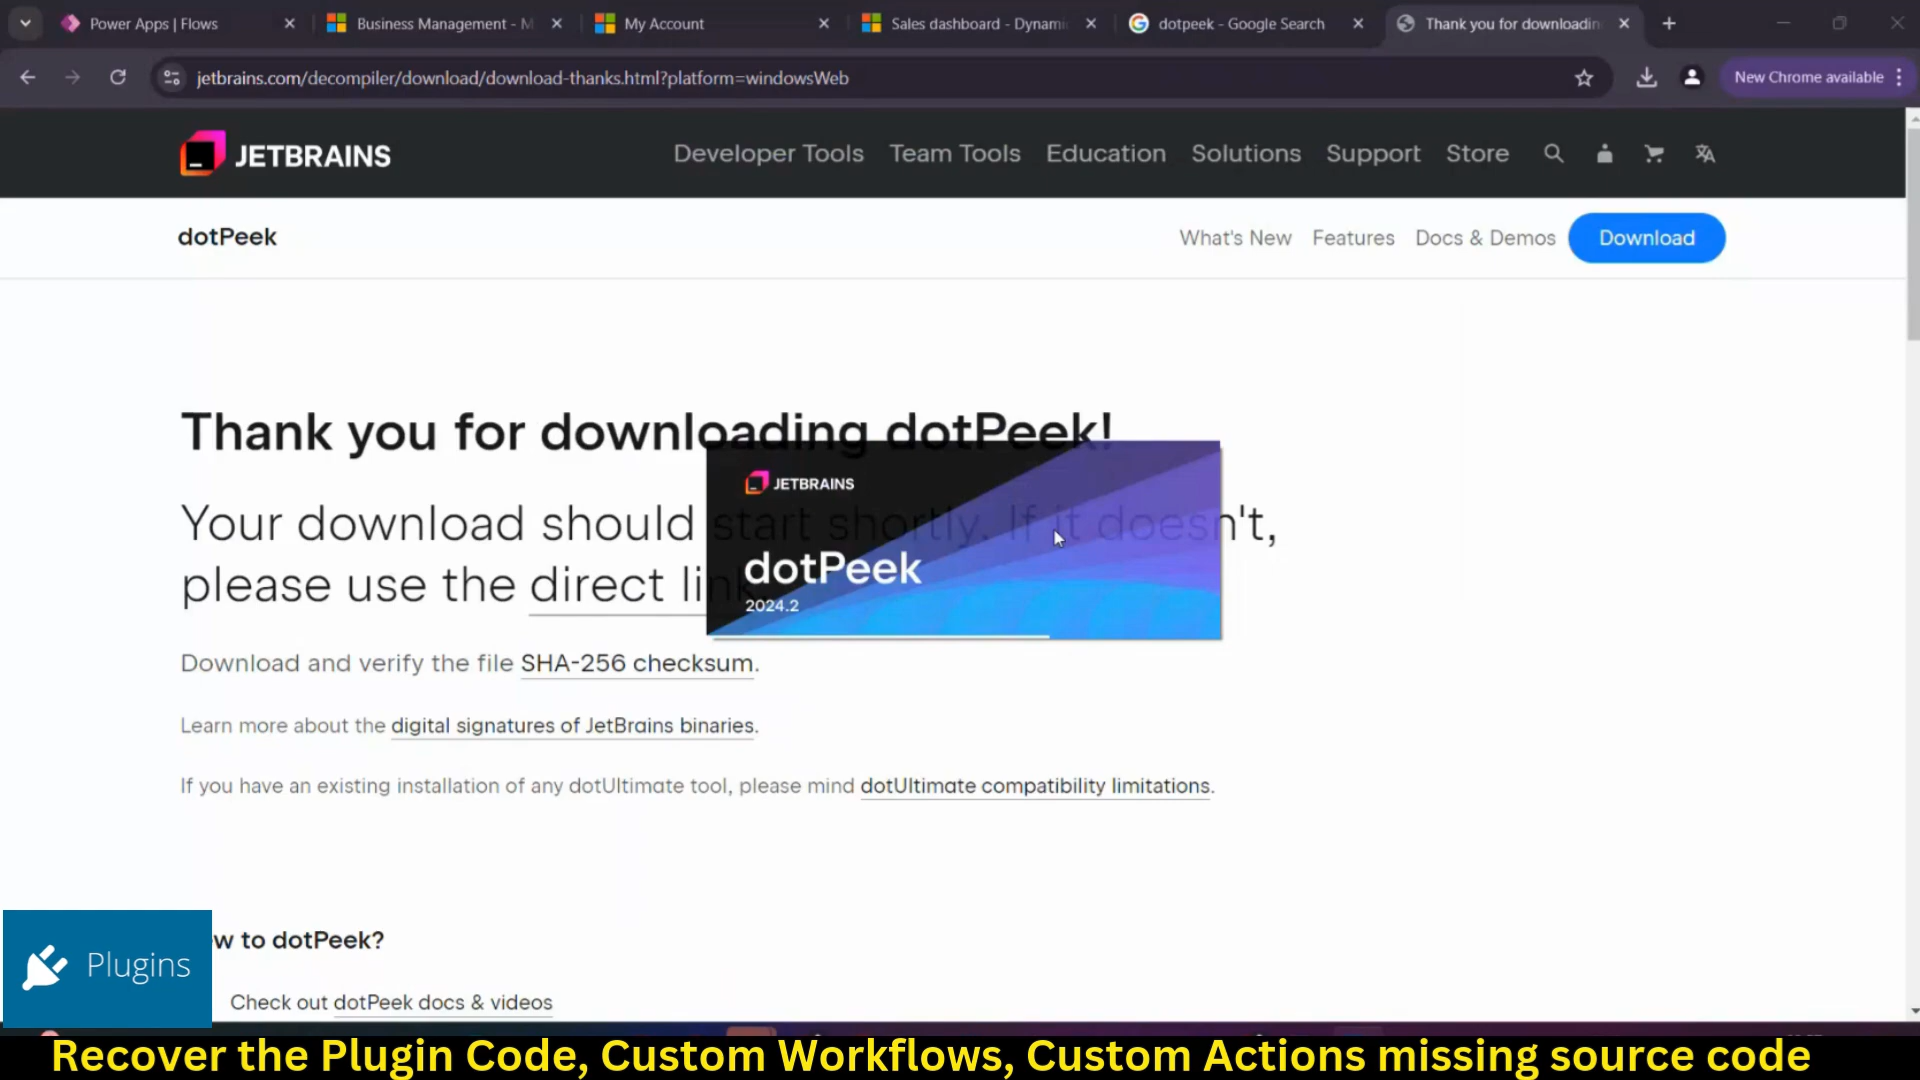 Power Apps | Flows
Business Management - M
My Account
Sales dashboard - Dynami
dotpeek - Google Search
Thank you for downloadin
jetbrains.com/decompiler/download/download-thanks.html?platform=windowsWeb
New Chrome available
JETBRAINS
Developer Tools
Team Tools
Education
Solutions
Support
Store
dotPeek
What's New
Features
Docs & Demos
Download
Thank you for downloading dotPeek!
Your download should start shortly. If it doesn't,
please use the direct link.
JETBRAINS
dotPeek
2024.2
Download and verify the file SHA-256 checksum.
Learn more about the digital signatures of JetBrains binaries.
If you have an existing installation of any dotUltimate tool, please mind dotUltimate compatibility limitations.
w to dotPeek?
Plugins
Check out dotPeek docs & videos
Recover the Plugin Code, Custom Workflows, Custom Actions missing source code